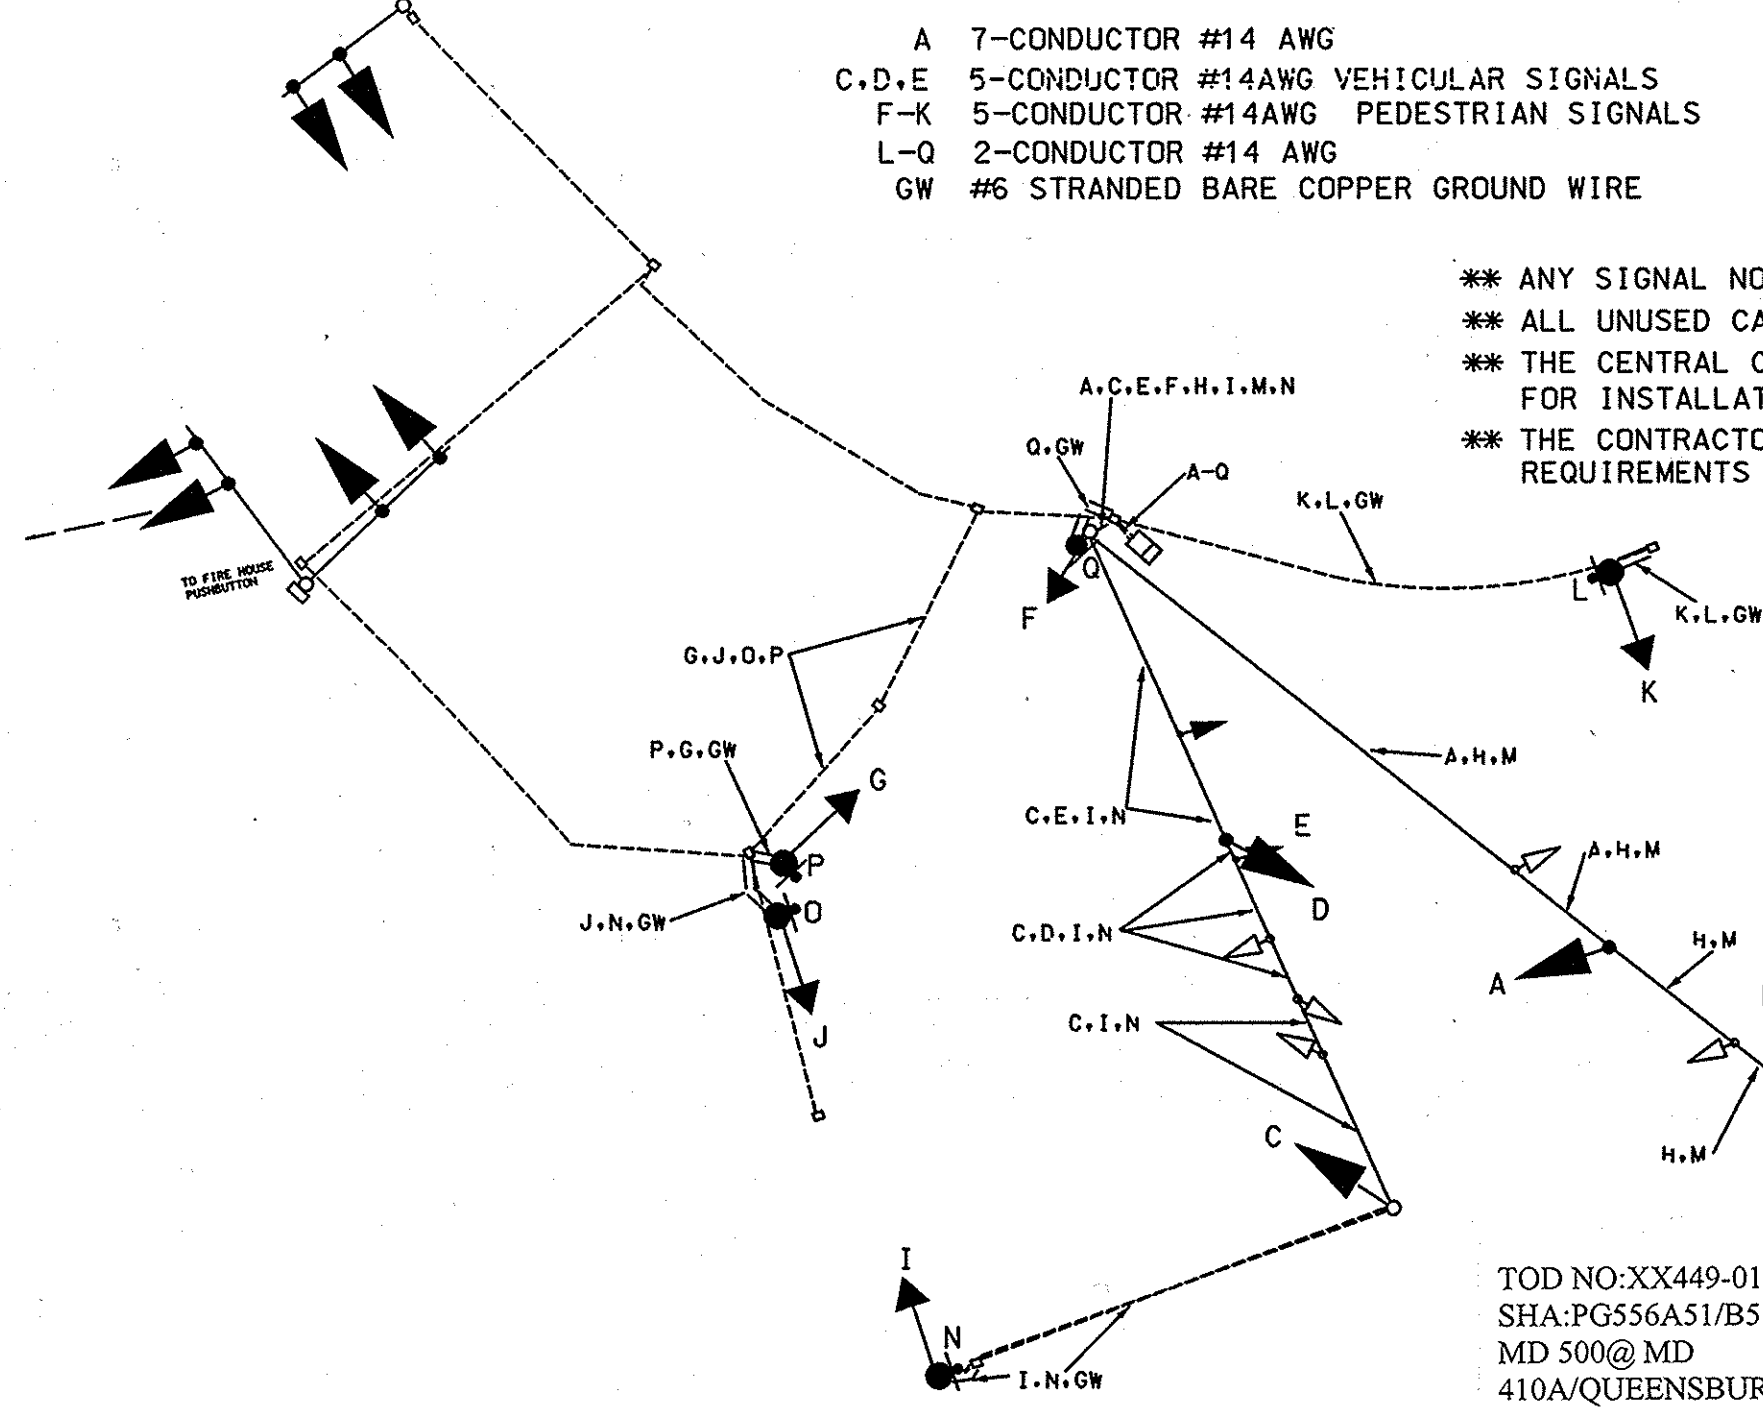 A 7-CONDUCTOR #14 AWG
C,D,E 5-CONDUCTOR #14AWG VEHICULAR SIGNALS
F-K 5-CONDUCTOR #14AWG PEDESTRIAN SIGNALS
L-Q 2-CONDUCTOR #14 AWG
GW #6 STRANDED BARE COPPER GROUND WIRE
** ANY SIGNAL NO
** ALL UNUSED CA
** THE CENTRAL C
FOR INSTALLAT
** THE CONTRACTO
REQUIREMENTS
A,C,E,F,H,I,M,N
Q,GW
A-Q
K,L,GW
TO FIRE HOUSE
PUSHBUTTON
Q
F
L
K,L,GW
K
G,J,O,P
P,G,GW
G
A,H,M
C,E,I,N
E
A,H,M
P
O
J,N,GW
D
C,D,I,N
H,M
A
C,I,N
J
C
H,M
I
N
I,N,GW
TOD NO:XX449-01
SHA:PG556A51/B5
MD 500@ MD
410A/QUEENSBUR